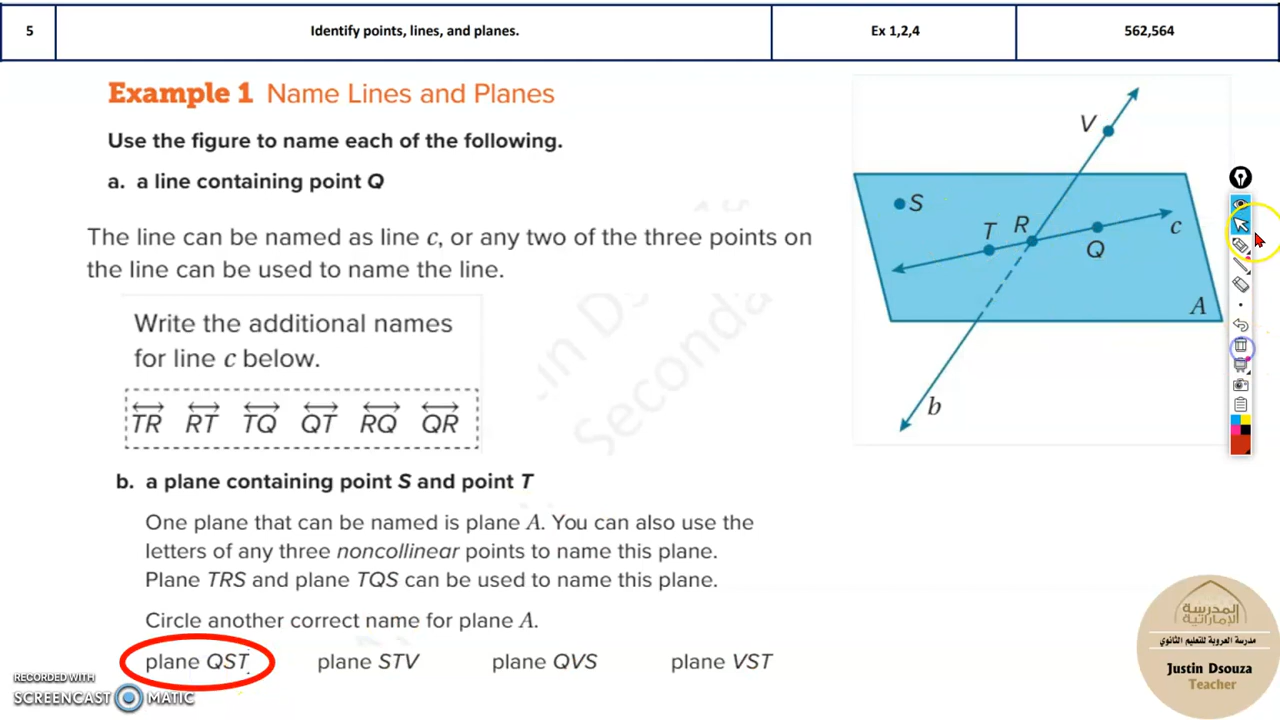 5 Identify points, lines, and planes. Ex 1,2,4 562,564
Example 1 Name Lines and Planes
Use the figure to name each of the following.
a. a line containing point Q
The line can be named as line c, or any two of the three points on
the line can be used to name the line.
Write the additional names
for line c below.
TR RT TQ QT RQ QR
b. a plane containing point S and point T
One plane that can be named is plane A. You can also use the
letters of any three noncollinear points to name this plane.
Plane TRS and plane TQS can be used to name this plane.
Circle another correct name for plane A.
plane QST plane STV plane QVS plane VST
V
S
T R
Q
c
A
b
RECORDED WITH
SCREENCAST MATIC
المدرسة
الإماراتية
مدرسة العروبة للتعليم الثانوي
Justin Dsouza
Teacher